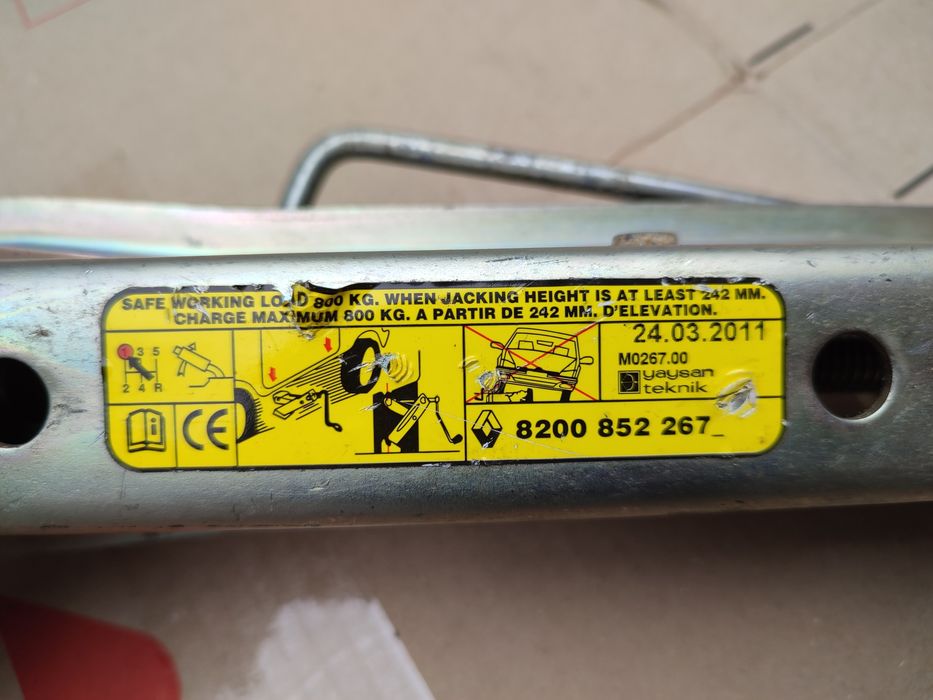 SAFE WORKING LOAD 800 KG. WHEN JACKING HEIGHT IS AT LEAST 242 MM.
CHARGE MAXIMUM 800 KG. A PARTIR DE 242 MM. D'ELEVATION.
1 3 5
2 4 R
CE
24.03.2011
M0267.00
yaysan
teknik
8200 852 267_